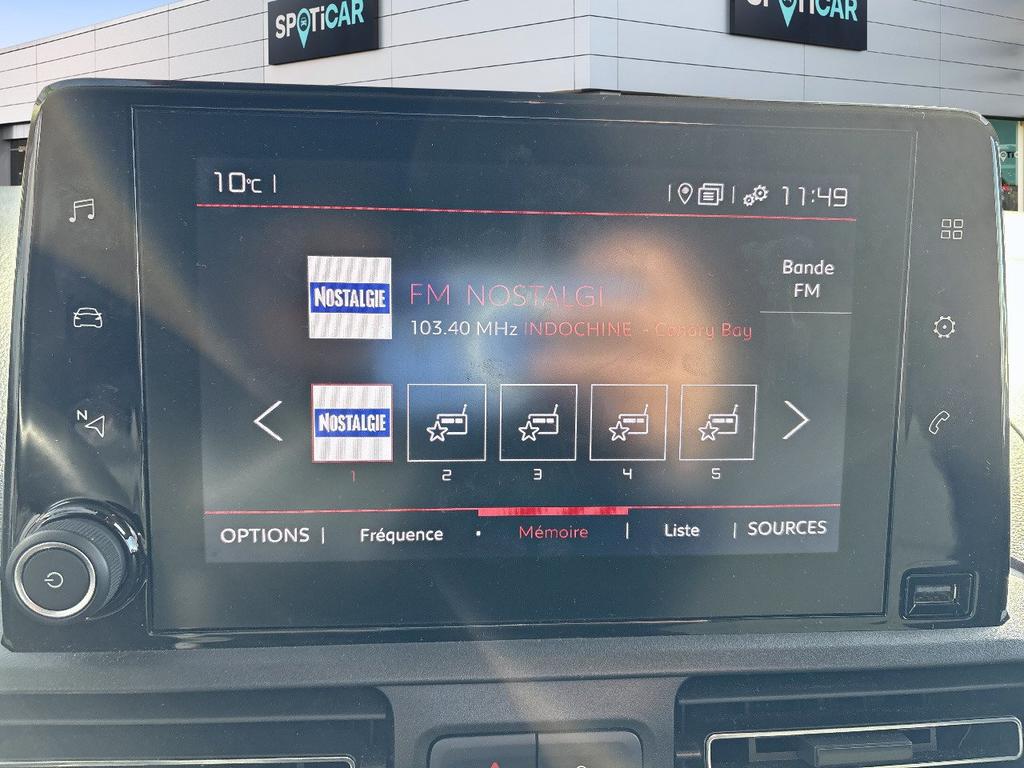 SPOTiCAR
SPOTiCAR
10°C
11:49
NOSTALGIE
FM NOSTALGI
103.40 MHz INDOCHINE - Canary Bay
Bande
FM
N
NOSTALGIE
1 2 3 4 5
OPTIONS Fréquence Mémoire Liste SOURCES